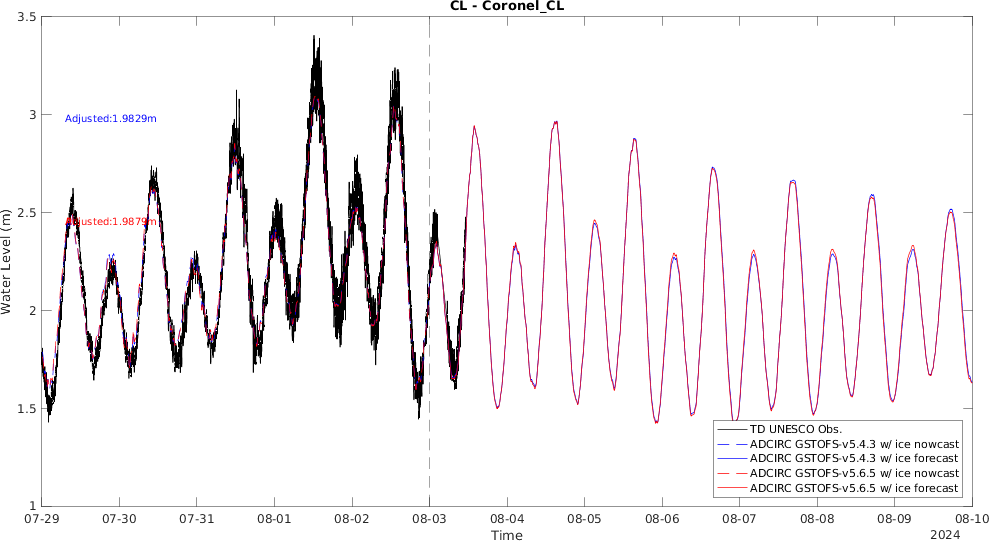 CL - Coronel_CL
3.5
3
2.5
2
1.5
1
Water Level (m)
Adjusted:1.9829m
Adjusted:1.9879m
TD UNESCO Obs.
ADCIRC GSTOFS-v5.4.3 w/ ice nowcast
ADCIRC GSTOFS-v5.4.3 w/ ice forecast
ADCIRC GSTOFS-v5.6.5 w/ ice nowcast
ADCIRC GSTOFS-v5.6.5 w/ ice forecast
07-29 07-30 07-31 08-01 08-02 08-03 08-04 08-05 08-06 08-07 08-08 08-09 08-10
Time
2024